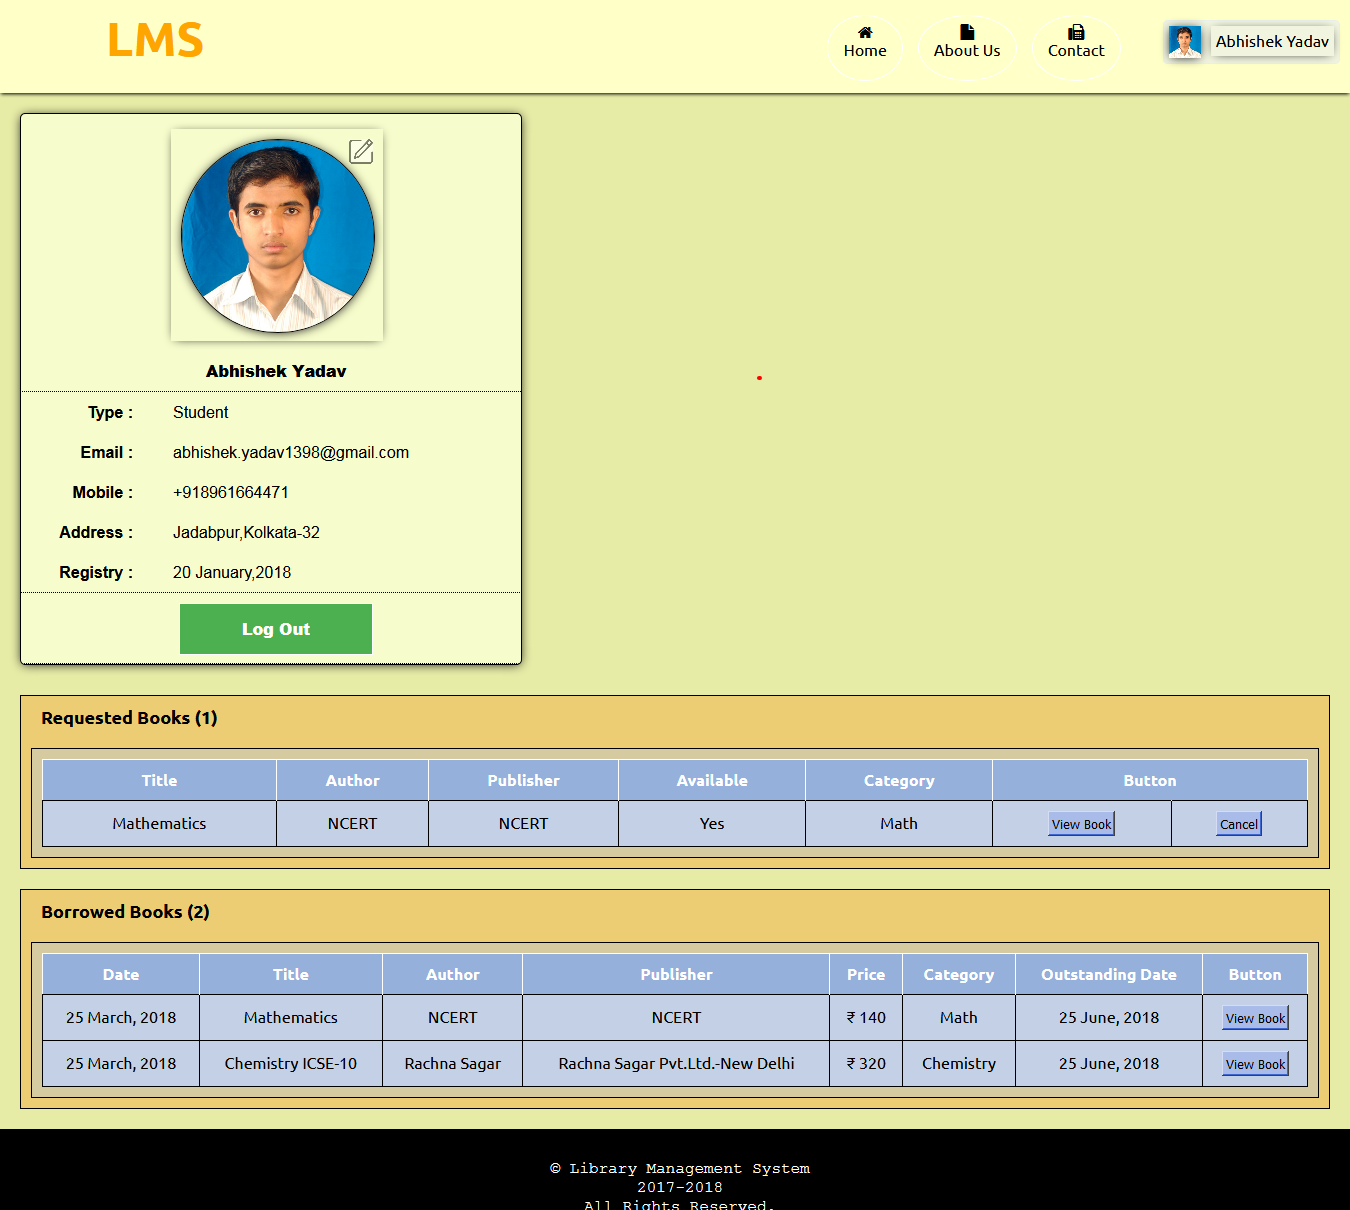 LMS
Home
About Us
Contact
Abhishek Yadav
Abhishek Yadav
Type : Student
Email : abhishek.yadav1398@gmail.com
Mobile : +918961664471
Address : Jadabpur,Kolkata-32
Registry : 20 January,2018
Log Out
Requested Books (1)
Title Author Publisher Available Category Button
Mathematics NCERT NCERT Yes Math View Book Cancel
Borrowed Books (2)
Date Title Author Publisher Price Category Outstanding Date Button
25 March, 2018 Mathematics NCERT NCERT ₹ 140 Math 25 June, 2018 View Book
25 March, 2018 Chemistry ICSE-10 Rachna Sagar Rachna Sagar Pvt.Ltd.-New Delhi ₹ 320 Chemistry 25 June, 2018 View Book
© Library Management System
2017-2018
All Rights Reserved.